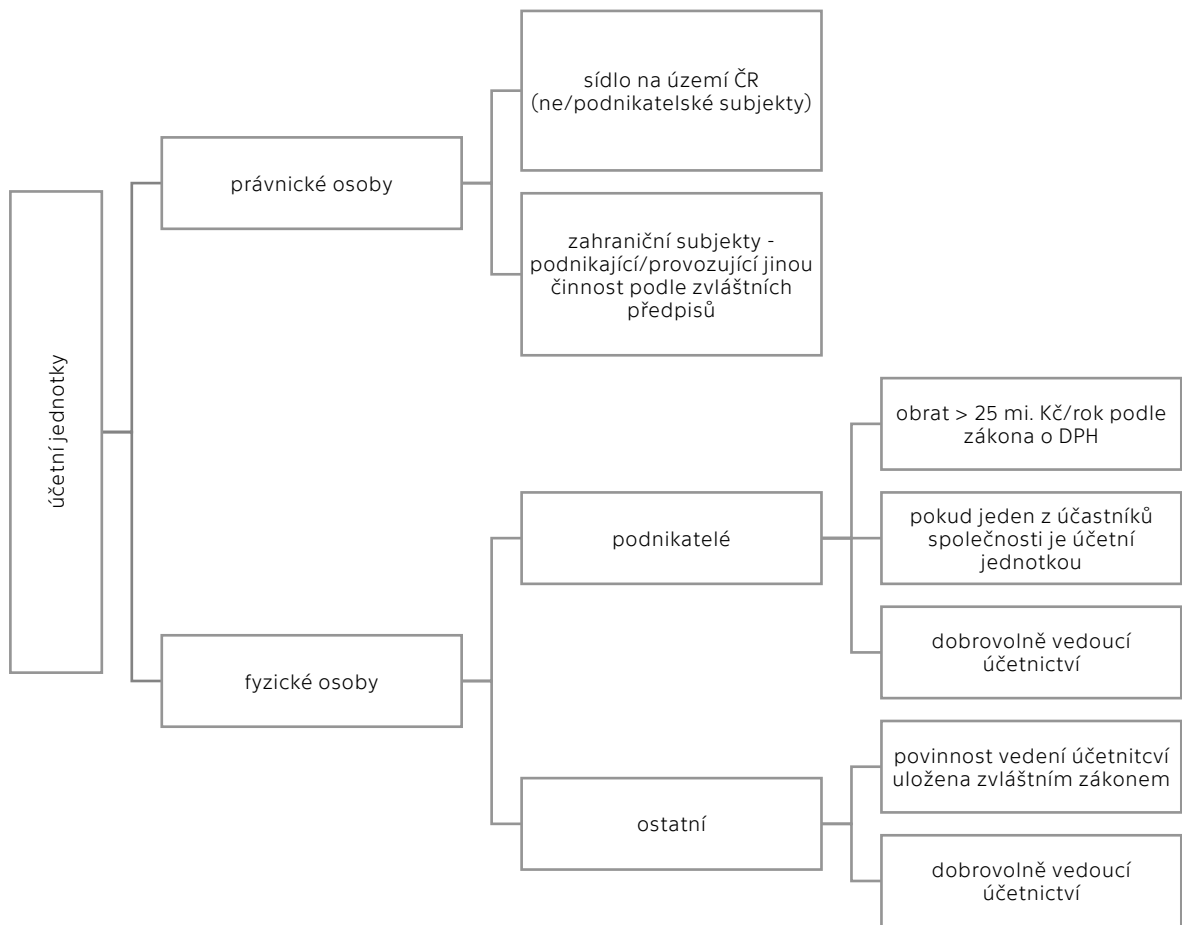 účetní jednotky
právnické osoby
sídlo na území ČR
(ne/podnikatelské subjekty)
zahraniční subjekty -
podnikající/provozující jinou
činnost podle zvláštních
předpisů
fyzické osoby
podnikatelé
obrat > 25 mi. Kč/rok podle
zákona o DPH
pokud jeden z účastníků
společnosti je účetní
jednotkou
dobrovolně vedoucí
účetnictví
ostatní
povinnost vedení účetnitcví
uložena zvláštním zákonem
dobrovolně vedoucí
účetnictví